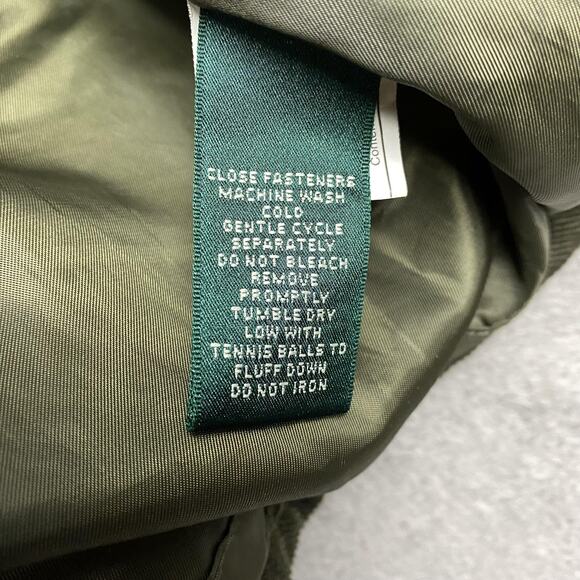 CLOSE FASTENERS
MACHINE WASH
COLD
GENTLE CYCLE
SEPARATELY
DO NOT BLEACH
REMOVE
PROMPTLY
TUMBLE DRY
LOW WITH
TENNIS BALLS TO
FLUFF DOWN
DO NOT IRON